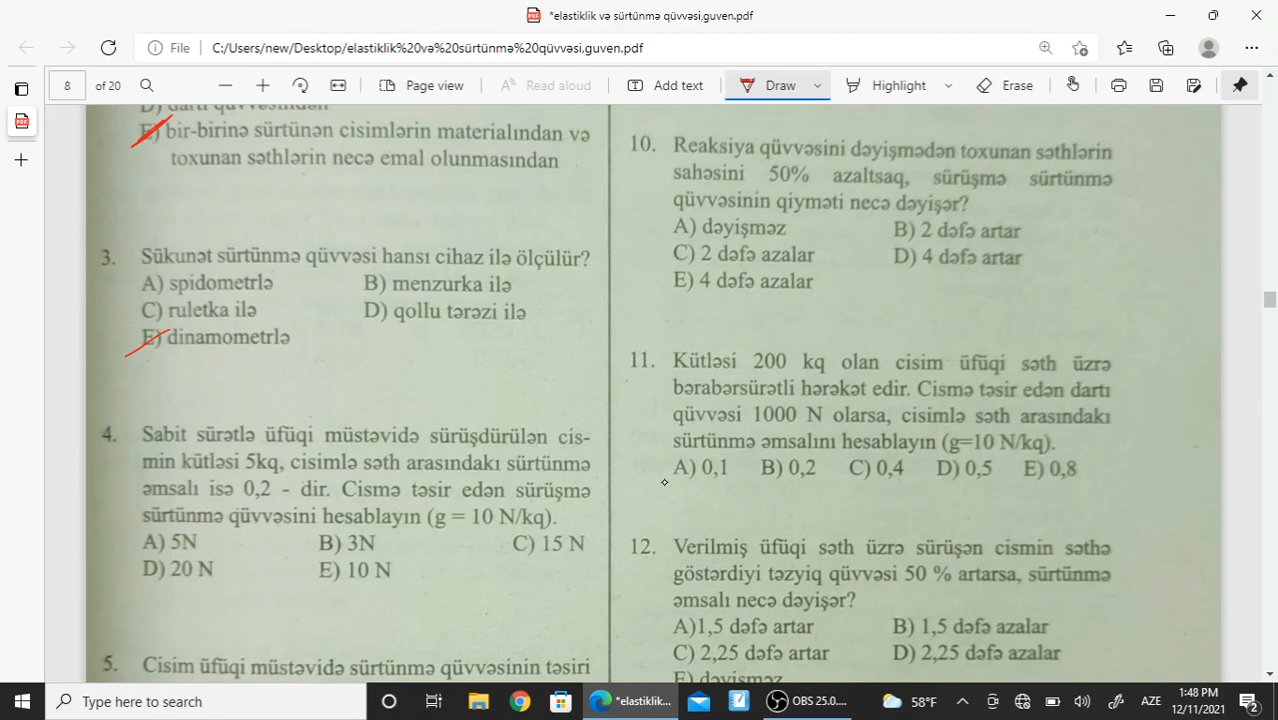 *elastiklik və sürtünmə qüvvəsi,guven.pdf
File
C:/Users/new/Desktop/elastiklik%20və%20sürtünmə%20qüvvəsi.guven.pdf
8 of 20
Page view
Read aloud
Add text
Draw
Highlight
Erase
D) dartı qüvvəsindən
E) bir-birinə sürtünən cisimlərin materialından və
toxunan səthlərin necə emal olunmasından
3. Sükunət sürtünmə qüvvəsi hansı cihaz ilə ölçülür?
A) spidometrlə B) menzurka ilə
C) ruletka ilə D) qollu tərəzi ilə
E) dinamometrlə
4. Sabit sürətlə üfüqi müstəvidə sürüşdürülən cis-
min kütləsi 5kq, cisimlə səth arasındakı sürtünmə
əmsalı isə 0,2 - dir. Cismə təsir edən sürüşmə
sürtünmə qüvvəsini hesablayın (g = 10 N/kq).
A) 5N B) 3N C) 15 N
D) 20 N E) 10 N
5. Cisim üfüqi müstəvidə sürtünmə qüvvəsinin təsiri
10. Reaksiya qüvvəsini dəyişmədən toxunan səthlərin
sahəsini 50% azaltsaq, sürüşmə sürtünmə
qüvvəsinin qiyməti necə dəyişər?
A) dəyişməz B) 2 dəfə artar
C) 2 dəfə azalar D) 4 dəfə artar
E) 4 dəfə azalar
11. Kütləsi 200 kq olan cisim üfüqi səth üzrə
bərabərsürətli hərəkət edir. Cismə təsir edən dartı
qüvvəsi 1000 N olarsa, cisimlə səth arasındakı
sürtünmə əmsalını hesablayın (g=10 N/kq).
A) 0,1 B) 0,2 C) 0,4 D) 0,5 E) 0,8
12. Verilmiş üfüqi səth üzrə sürüşən cismin səthə
göstərdiyi təzyiq qüvvəsi 50 % artarsa, sürtünmə
əmsalı necə dəyişər?
A)1,5 dəfə artar B) 1,5 dəfə azalar
C) 2,25 dəfə artar D) 2,25 dəfə azalar
E) dəyişməz
Type here to search
*elastiklik...
OBS 25.0....
58°F
AZE
1:48 PM
12/11/2021
2